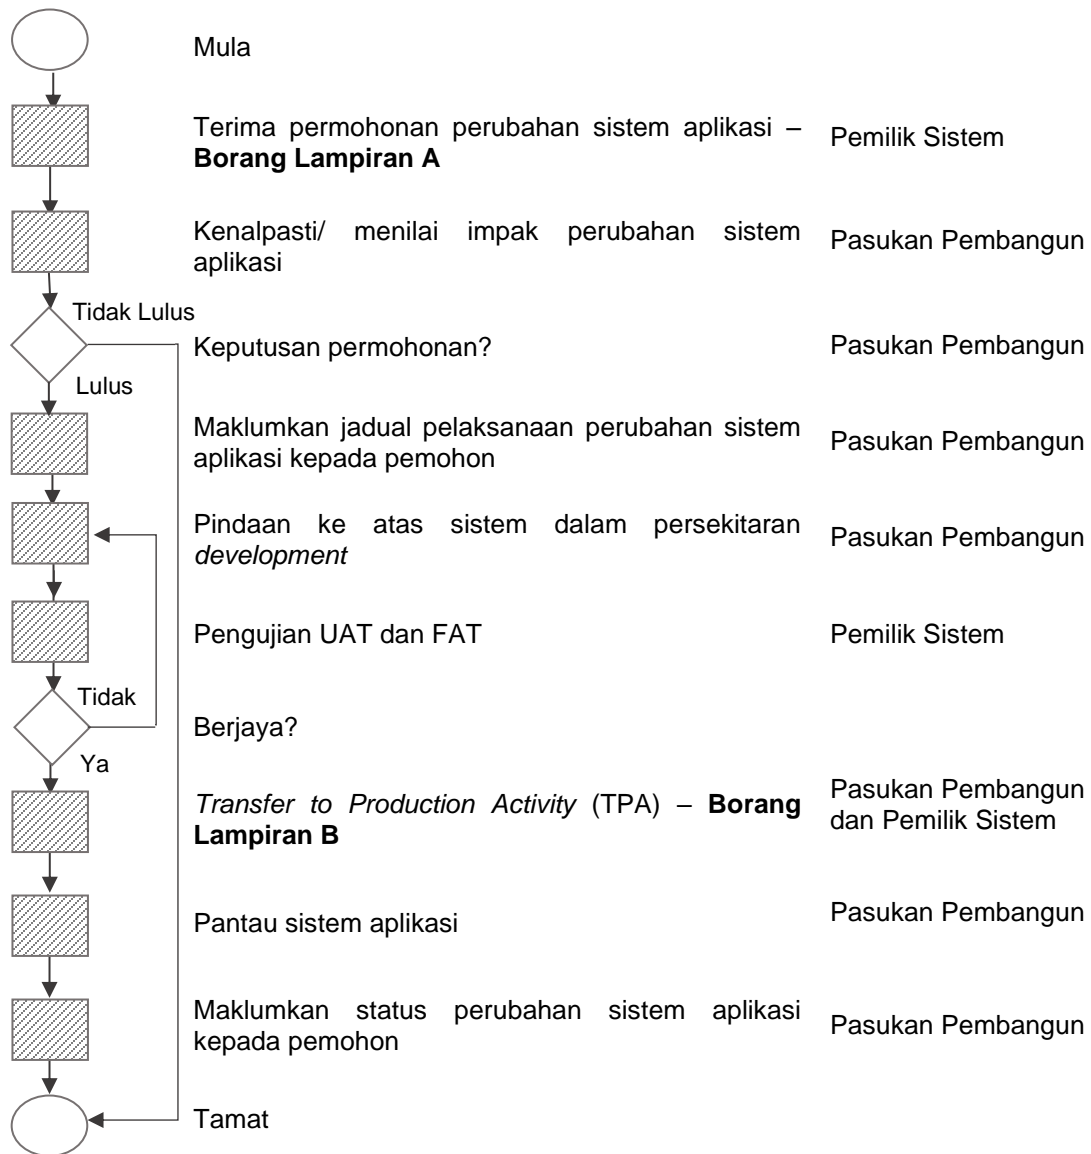 Mula
Terima permohonan perubahan sistem aplikasi –
Borang Lampiran A
Pemilik Sistem
Kenalpasti/ menilai impak perubahan sistem
aplikasi
Pasukan Pembangun
Tidak Lulus
Keputusan permohonan?
Pasukan Pembangun
Lulus
Maklumkan jadual pelaksanaan perubahan sistem
aplikasi kepada pemohon
Pasukan Pembangun
Pindaan ke atas sistem dalam persekitaran
development
Pasukan Pembangun
Pengujian UAT dan FAT
Pemilik Sistem
Tidak
Berjaya?
Ya
Transfer to Production Activity (TPA) – Borang
Lampiran B
Pasukan Pembangun
dan Pemilik Sistem
Pantau sistem aplikasi
Pasukan Pembangun
Maklumkan status perubahan sistem aplikasi
kepada pemohon
Pasukan Pembangun
Tamat